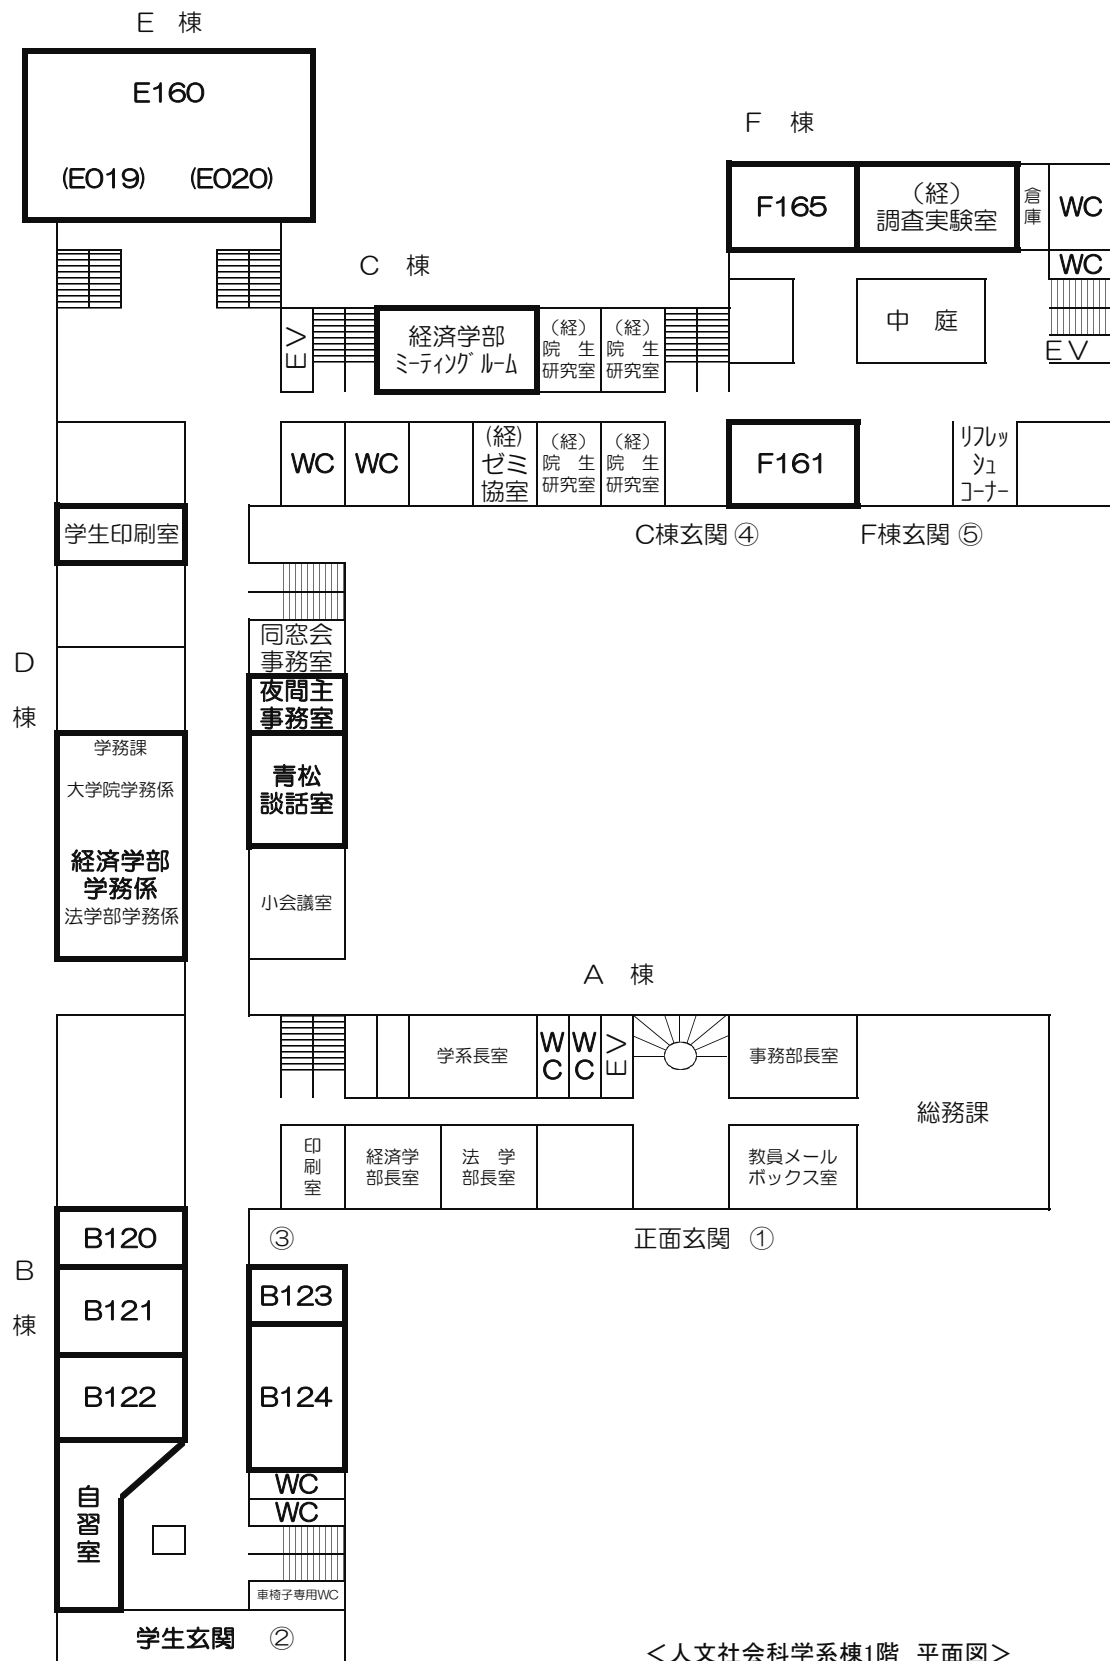 E 棟
E160
(E019) (E020)
F 棟
F165
(経)
調査実験室
倉庫
WC
WC
中 庭
EV
C 棟
EV
経済学部
ミーティングルーム
(経)
院 生
研究室
(経)
院 生
研究室
WC
WC
(経)
ゼミ
協室
(経)
院 生
研究室
(経)
院 生
研究室
F161
リフレッ
シュ
コーナー
C棟玄関 ④
F棟玄関 ⑤
学生印刷室
同窓会
事務室
D
棟
夜間主
事務室
学務課
大学院学務係
経済学部
学務係
法学部学務係
青松
談話室
小会議室
A 棟
学系長室
WC
WC
EV
事務部長室
総務課
印刷室
経済学
部長室
法 学
部長室
教員メール
ボックス室
③
正面玄関 ①
B
棟
B120
B121
B122
B123
B124
WC
WC
自習室
車椅子専用WC
学生玄関 ②
<人文社会科学系棟1階 平面図>